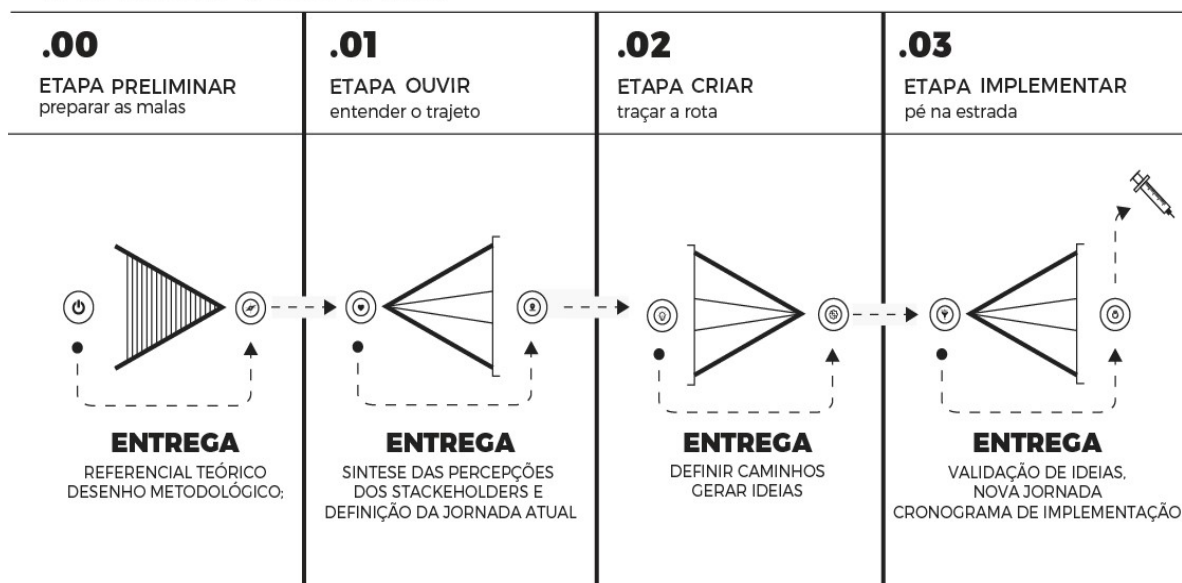 .00
ETAPA PRELIMINAR
preparar as malas
.01
ETAPA OUVIR
entender o trajeto
.02
ETAPA CRIAR
traçar a rota
.03
ETAPA IMPLEMENTAR
pé na estrada
ENTREGA
REFERENCIAL TEÓRICO
DESENHO METODOLÓGICO;
ENTREGA
SINTESE DAS PERCEPÇÕES
DOS STACKEHOLDERS E
DEFINIÇÃO DA JORNADA ATUAL
ENTREGA
DEFINIR CAMINHOS
GERAR IDEIAS
ENTREGA
VALIDAÇÃO DE IDEIAS,
NOVA JORNADA
CRONOGRAMA DE IMPLEMENTAÇÃO